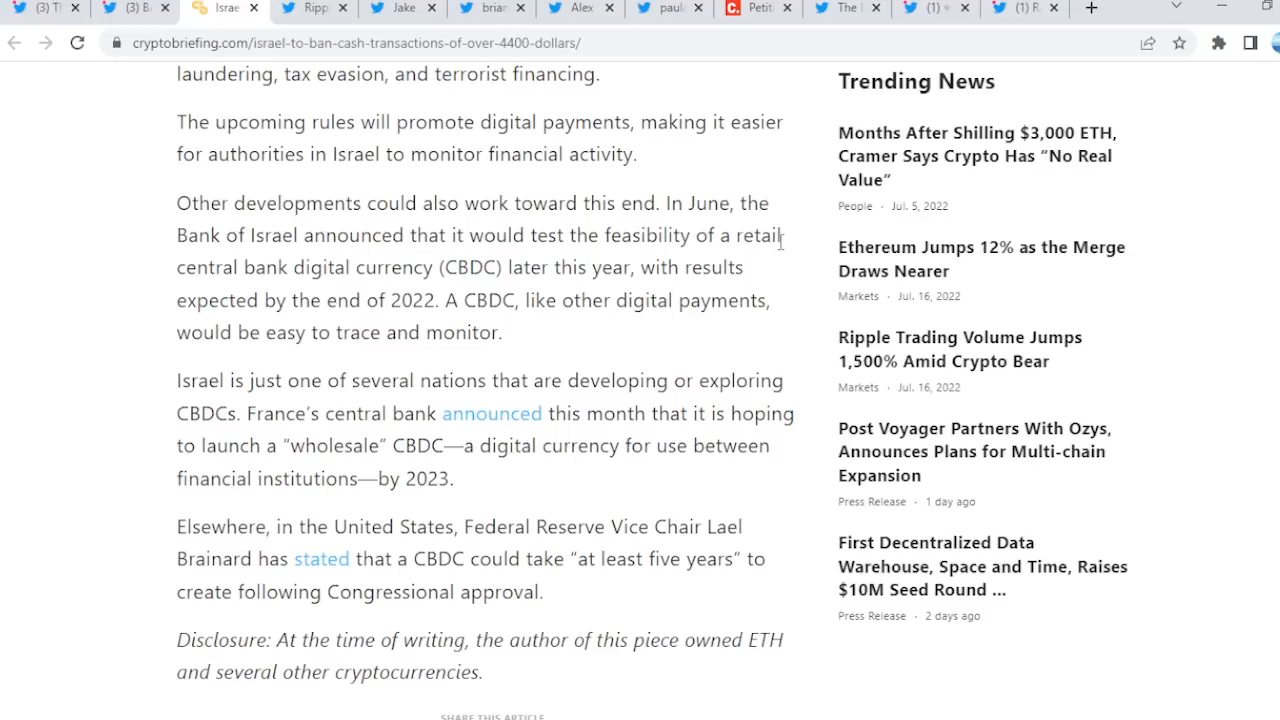 (3) T
(3) B
Israe
Ripp
Jake
brian
Alex
paul
Petit
The
(1)
(1) R
cryptobriefing.com/israel-to-ban-cash-transactions-of-over-4400-dollars/
laundering, tax evasion, and terrorist financing.
The upcoming rules will promote digital payments, making it easier
for authorities in Israel to monitor financial activity.
Other developments could also work toward this end. In June, the
Bank of Israel announced that it would test the feasibility of a retail
central bank digital currency (CBDC) later this year, with results
expected by the end of 2022. A CBDC, like other digital payments,
would be easy to trace and monitor.
Israel is just one of several nations that are developing or exploring
CBDCs. France’s central bank announced this month that it is hoping
to launch a “wholesale” CBDC—a digital currency for use between
financial institutions—by 2023.
Elsewhere, in the United States, Federal Reserve Vice Chair Lael
Brainard has stated that a CBDC could take “at least five years” to
create following Congressional approval.
Disclosure: At the time of writing, the author of this piece owned ETH
and several other cryptocurrencies.
SHARE THIS ARTICLE
Trending News
Months After Shilling $3,000 ETH,
Cramer Says Crypto Has “No Real
Value”
People · Jul. 5, 2022
Ethereum Jumps 12% as the Merge
Draws Nearer
Markets · Jul. 16, 2022
Ripple Trading Volume Jumps
1,500% Amid Crypto Bear
Markets · Jul. 16, 2022
Post Voyager Partners With Ozys,
Announces Plans for Multi-chain
Expansion
Press Release · 1 day ago
First Decentralized Data
Warehouse, Space and Time, Raises
$10M Seed Round ...
Press Release · 2 days ago